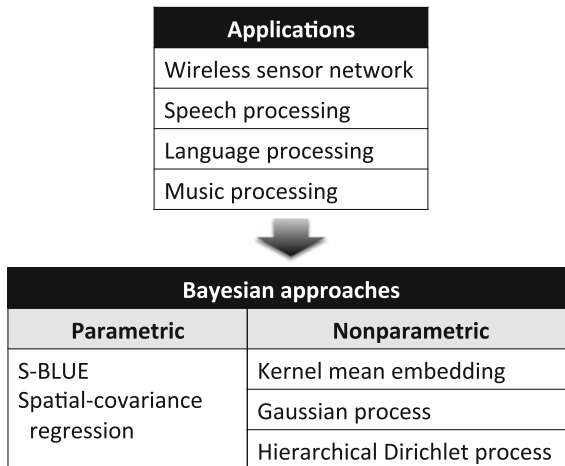 Applications
Wireless sensor network
Speech processing
Language processing
Music processing
Bayesian approaches
Parametric
Nonparametric
S-BLUE
Spatial-covariance
regression
Kernel mean embedding
Gaussian process
Hierarchical Dirichlet process